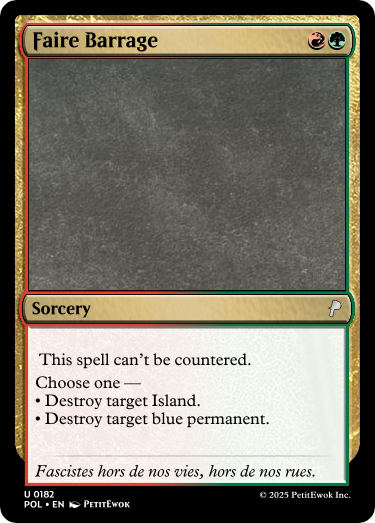 Faire Barrage
Sorcery
This spell can't be countered.
Choose one —
• Destroy target Island.
• Destroy target blue permanent.
Fascistes hors de nos vies, hors de nos rues.
U 0182
POL • EN PetitEwok
© 2025 PetitEwok Inc.